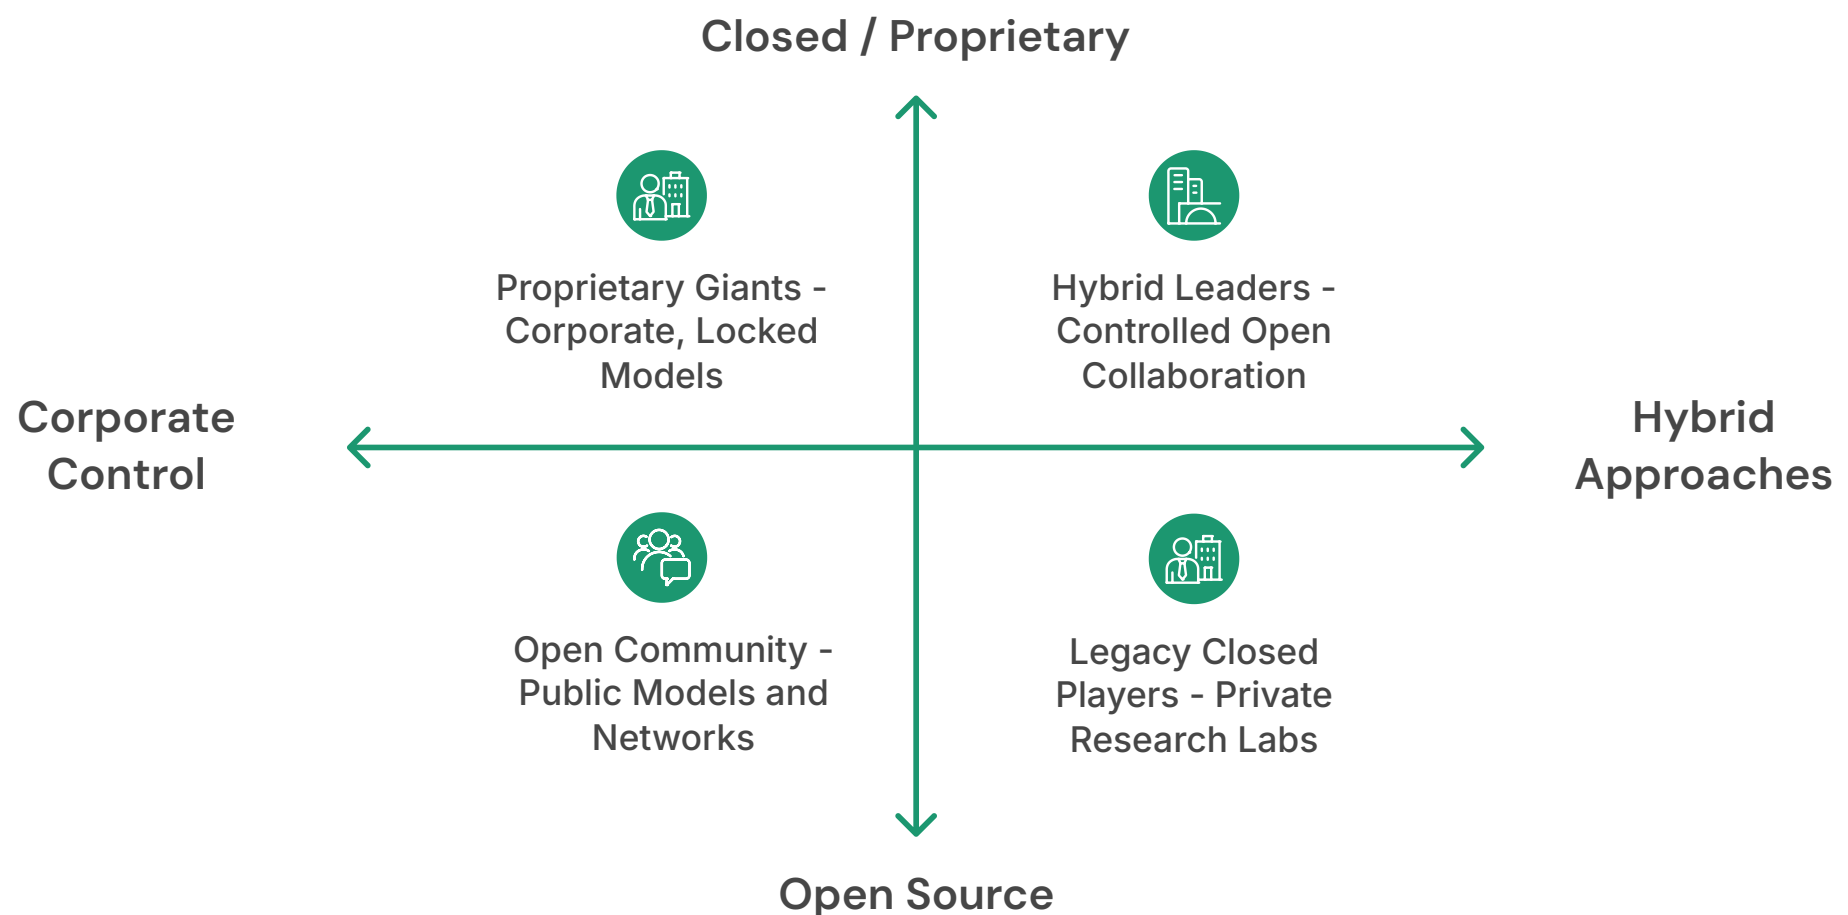 Closed / Proprietary
Proprietary Giants -
Corporate, Locked
Models
Hybrid Leaders -
Controlled Open
Collaboration
Corporate
Control
Hybrid
Approaches
Open Community -
Public Models and
Networks
Legacy Closed
Players - Private
Research Labs
Open Source